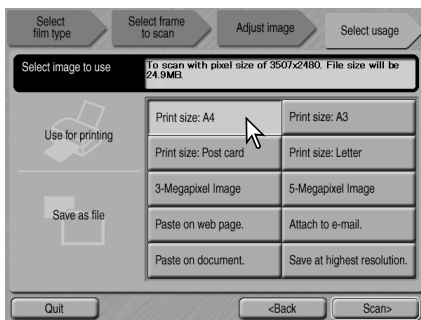 Select
film type
Select frame
to scan
Adjust image
Select usage
Select image to use
To scan with pixel size of 3507x2480. File size will be
24.9MB.
Use for printing
Print size: A4
Print size: A3
Print size: Post card
Print size: Letter
Save as file
3-Megapixel Image
5-Megapixel Image
Paste on web page.
Attach to e-mail.
Paste on document.
Save at highest resolution.
Quit
<Back
Scan>